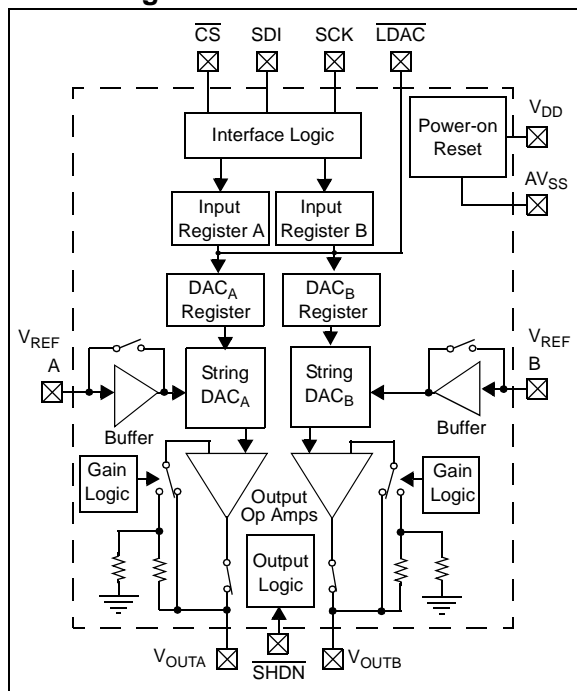 CS SDI SCK LDAC
Interface Logic
Power-on
Reset
VDD
AVSS
Input
Register A
Input
Register B
DACA
Register
DACB
Register
VREF
A
String
DACA
String
DACB
VREF
B
Buffer
Buffer
Gain
Logic
Output
Op Amps
Gain
Logic
Output
Logic
VOUTA
SHDN
VOUTB